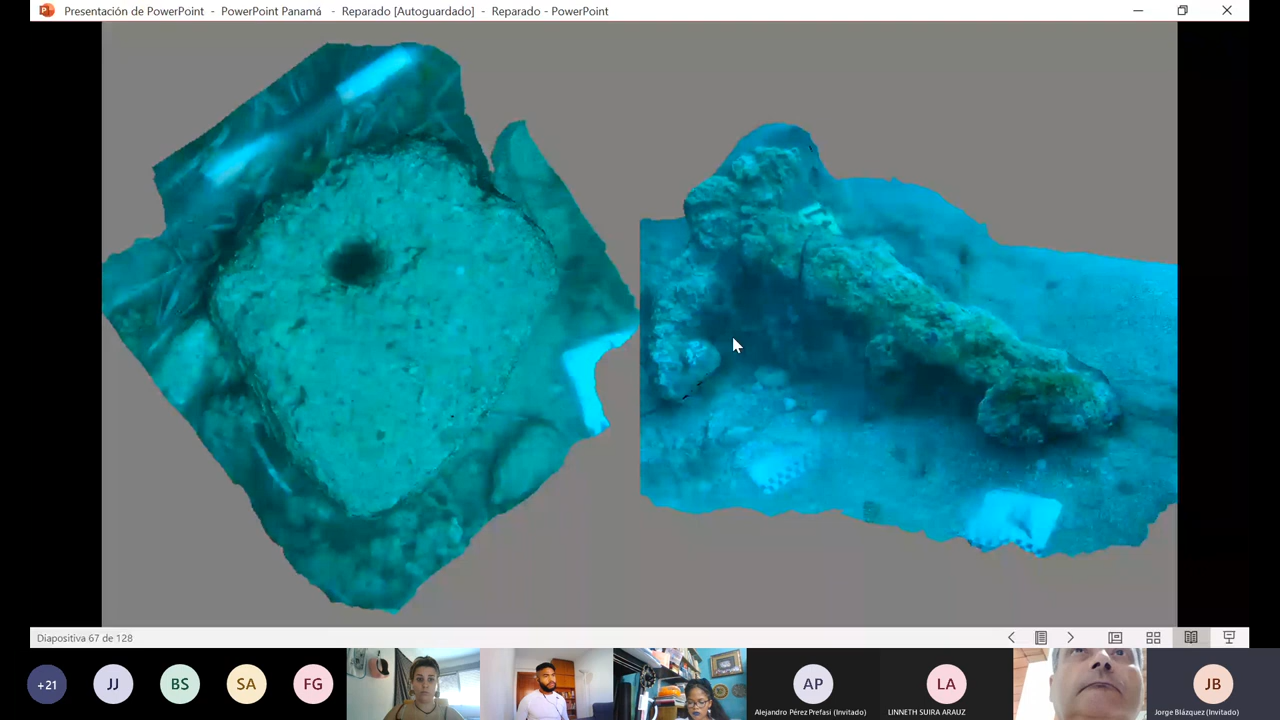 Presentación de PowerPoint - PowerPoint Panamá - Reparado [Autoguardado] - Reparado - PowerPoint
Diapositiva 67 de 128
+21
JJ
BS
SA
FG
AP
LA
JB
Alejandro Pérez Prefasi (Invitado)
LINNETH SUIRA ARAUZ
Jorge Blázquez (Invitado)